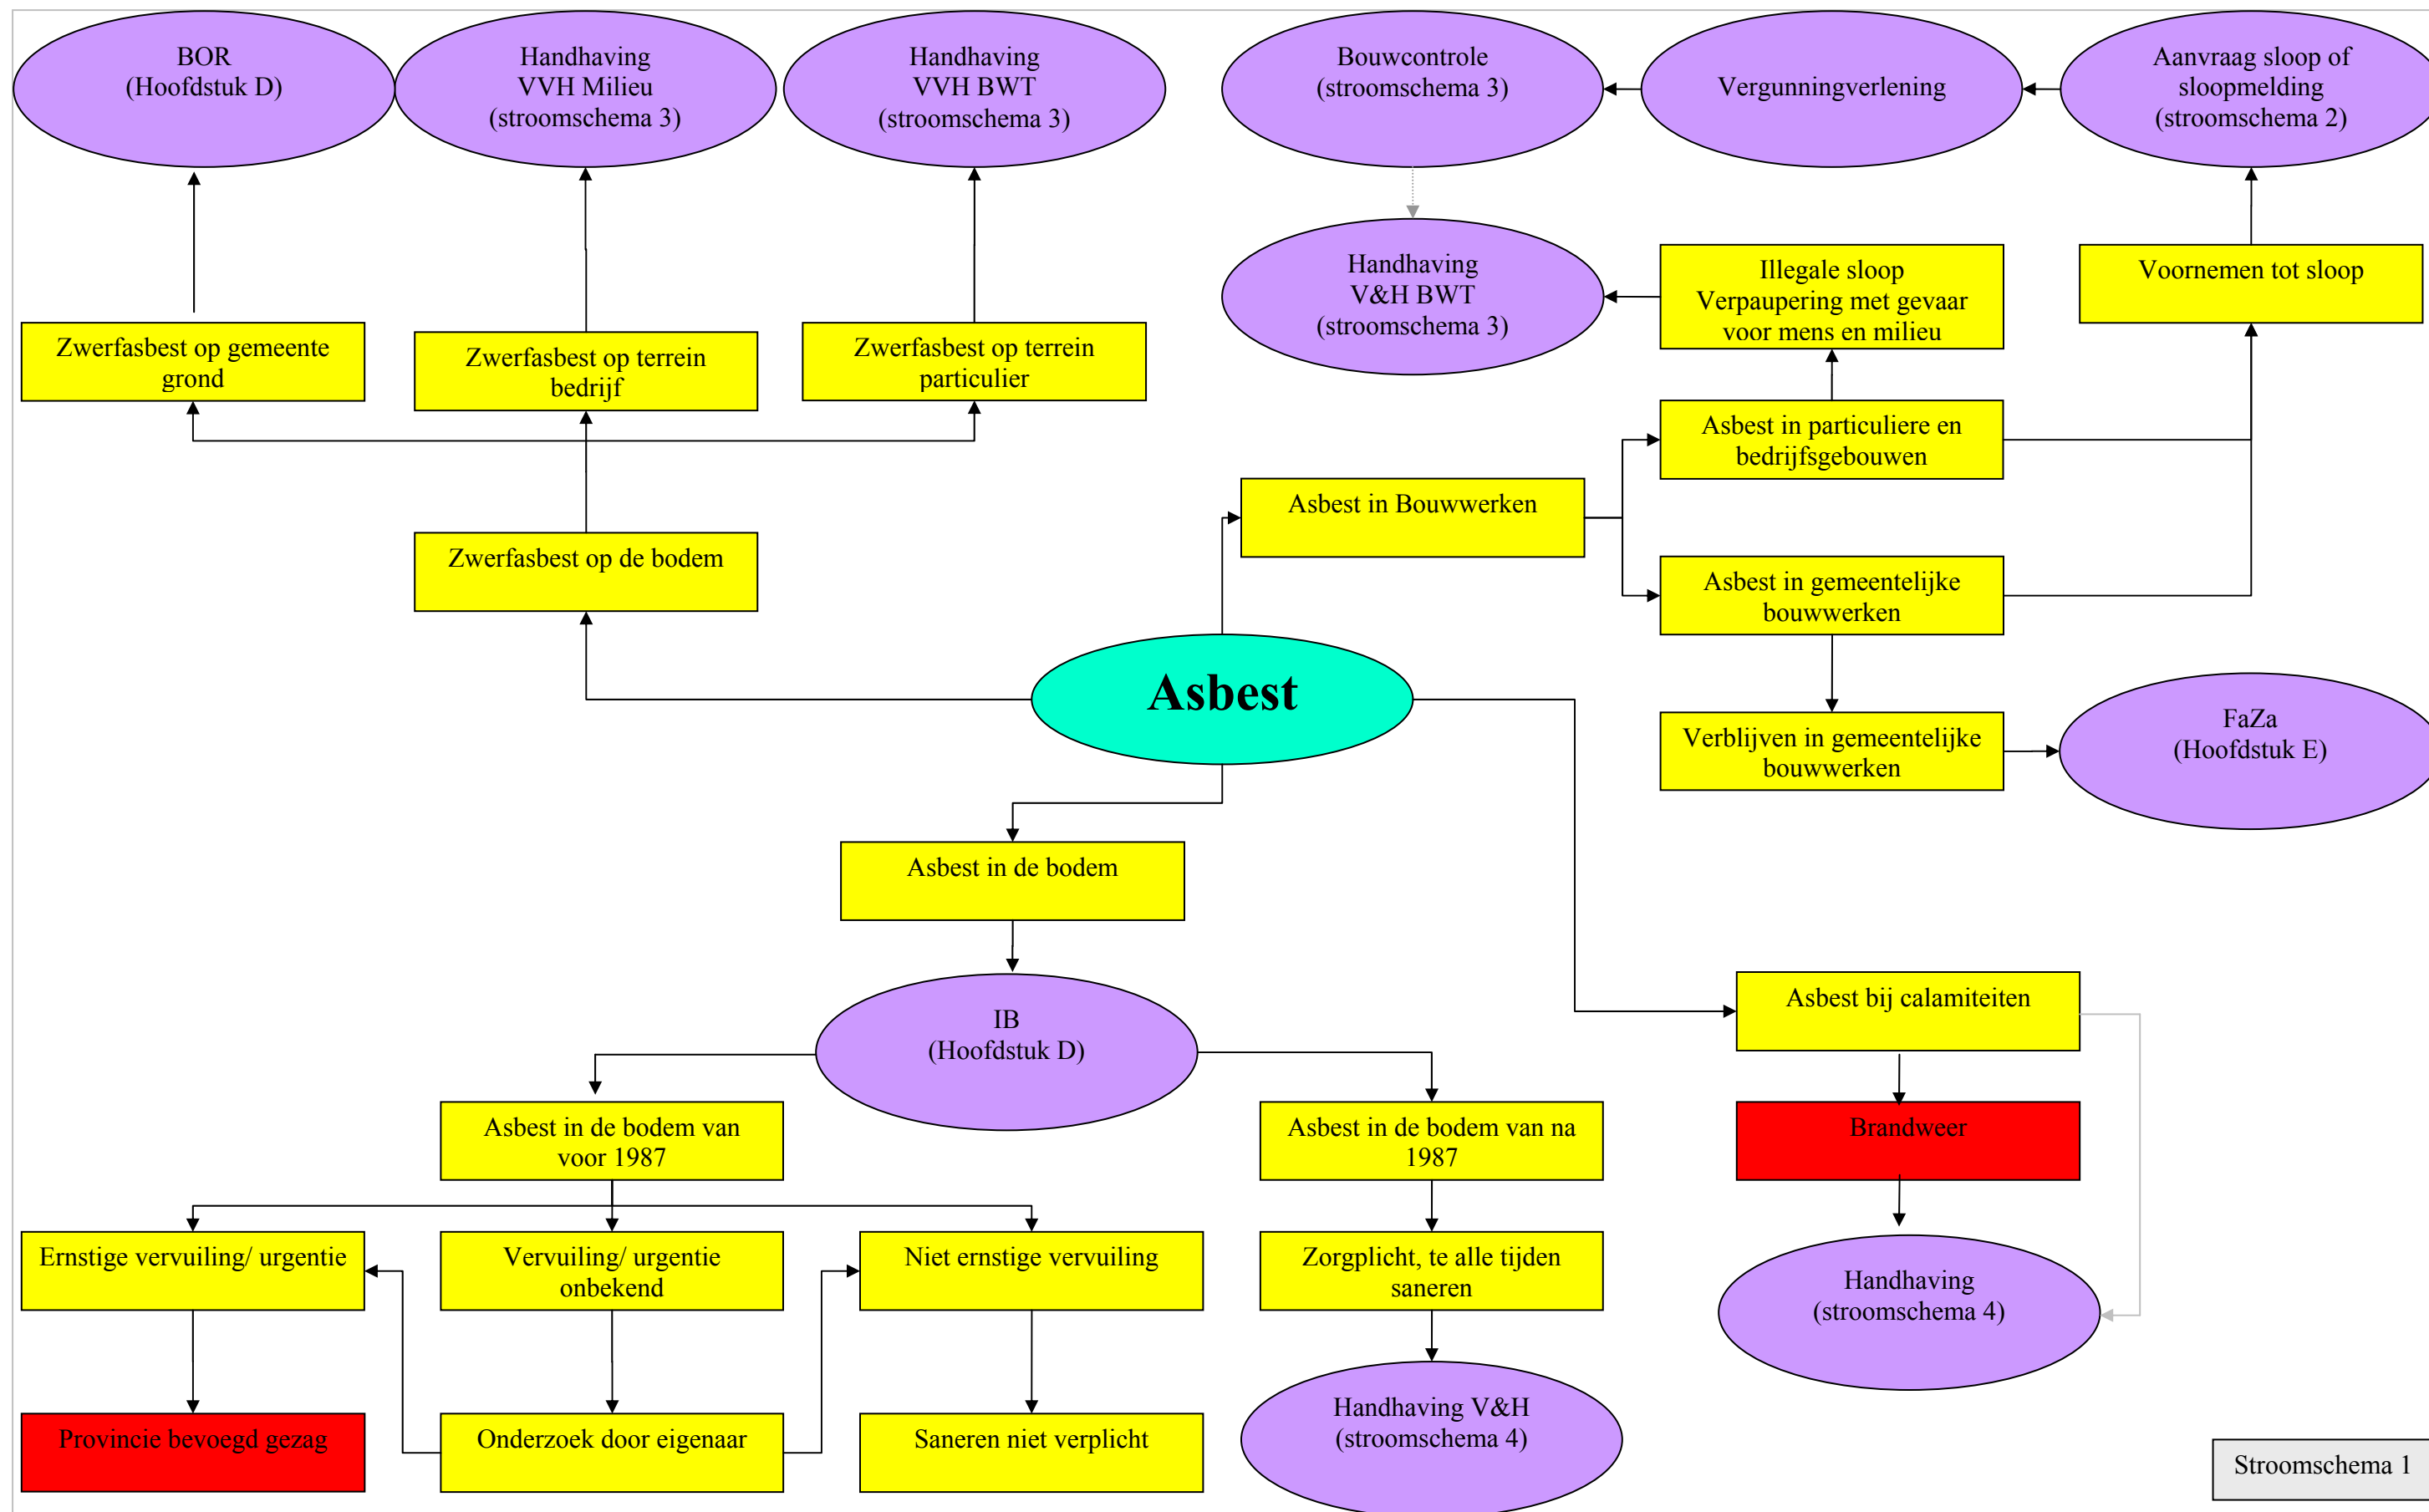 BOR
(Hoofdstuk D)
Handhaving
VVH Milieu
(stroomschema 3)
Handhaving
VVH BWT
(stroomschema 3)
Bouwcontrole
(stroomschema 3)
Vergunningverlening
Aanvraag sloop of
sloopmelding
(stroomschema 2)
Handhaving
V&H BWT
(stroomschema 3)
Illegale sloop
Verpaupering met gevaar
voor mens en milieu
Voornemen tot sloop
Zwerfasbest op gemeente
grond
Zwerfasbest op terrein
bedrijf
Zwerfasbest op terrein
particulier
Asbest in particuliere en
bedrijfsgebouwen
Asbest in Bouwwerken
Zwerfasbest op de bodem
Asbest in gemeentelijke
bouwwerken
Asbest
Verblijven in gemeentelijke
bouwwerken
FaZa
(Hoofdstuk E)
Asbest in de bodem
IB
(Hoofdstuk D)
Asbest bij calamiteiten
Asbest in de bodem van
voor 1987
Asbest in de bodem van na
1987
Brandweer
Ernstige vervuiling/ urgentie
Vervuiling/ urgentie
onbekend
Niet ernstige vervuiling
Zorgplicht, te alle tijden
saneren
Handhaving
(stroomschema 4)
Provincie bevoegd gezag
Onderzoek door eigenaar
Saneren niet verplicht
Handhaving V&H
(stroomschema 4)
Stroomschema 1